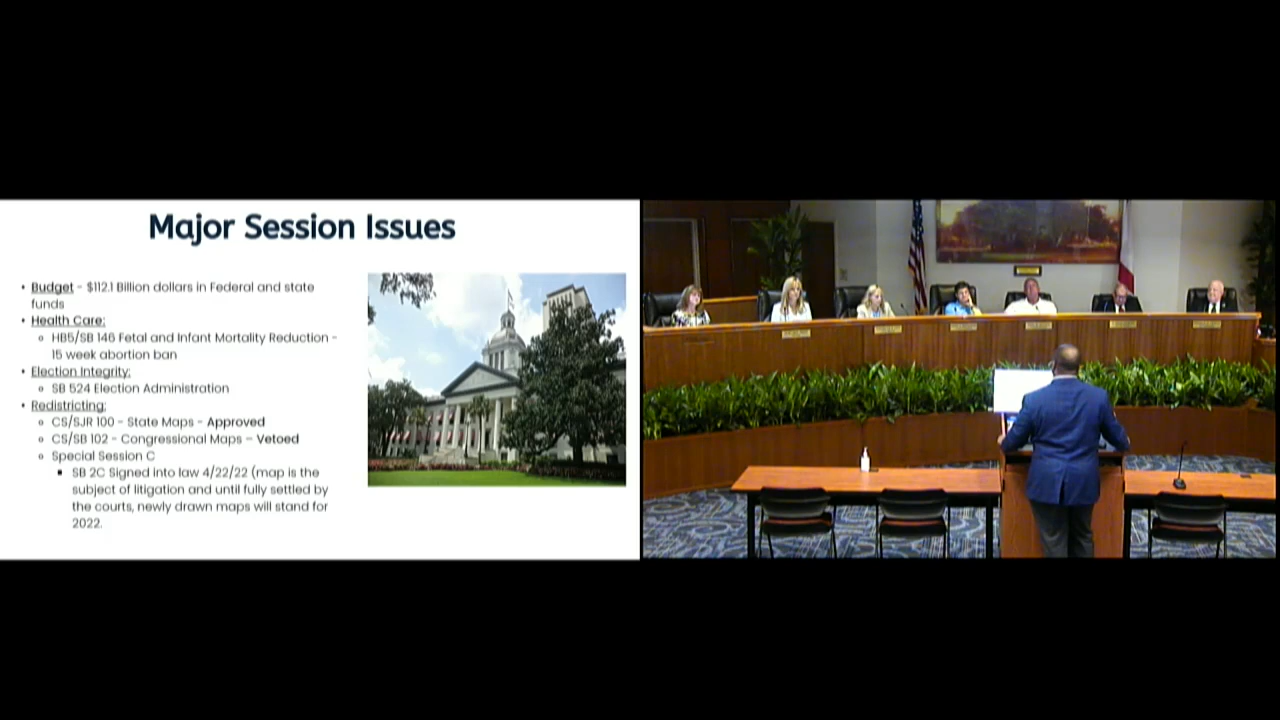 Major Session Issues
• Budget - $112.1 Billion dollars in Federal and state
funds
• Health Care:
HB5/SB 146 Fetal and Infant Mortality Reduction -
15 week abortion ban
• Election Integrity:
SB 524 Election Administration
• Redistricting:
CS/SJR 100 - State Maps - Approved
CS/SB 102 - Congressional Maps – Vetoed
Special Session C
▪ SB 2C Signed into law 4/22/22 (map is the
subject of litigation and until fully settled by
the courts, newly drawn maps will stand for
2022.